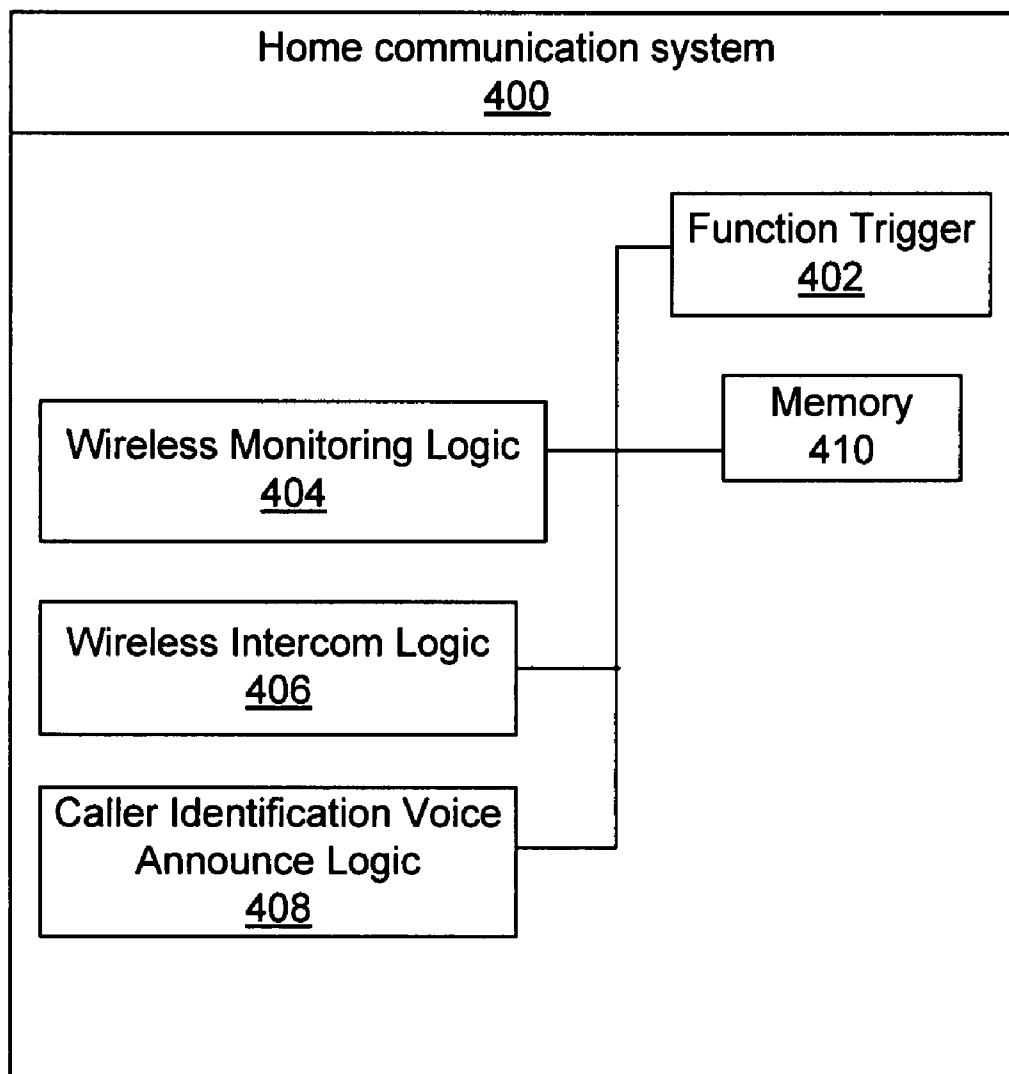 Home communication system
400
Function Trigger
402
Memory
410
Wireless Monitoring Logic
404
Wireless Intercom Logic
406
Caller Identification Voice
Announce Logic
408